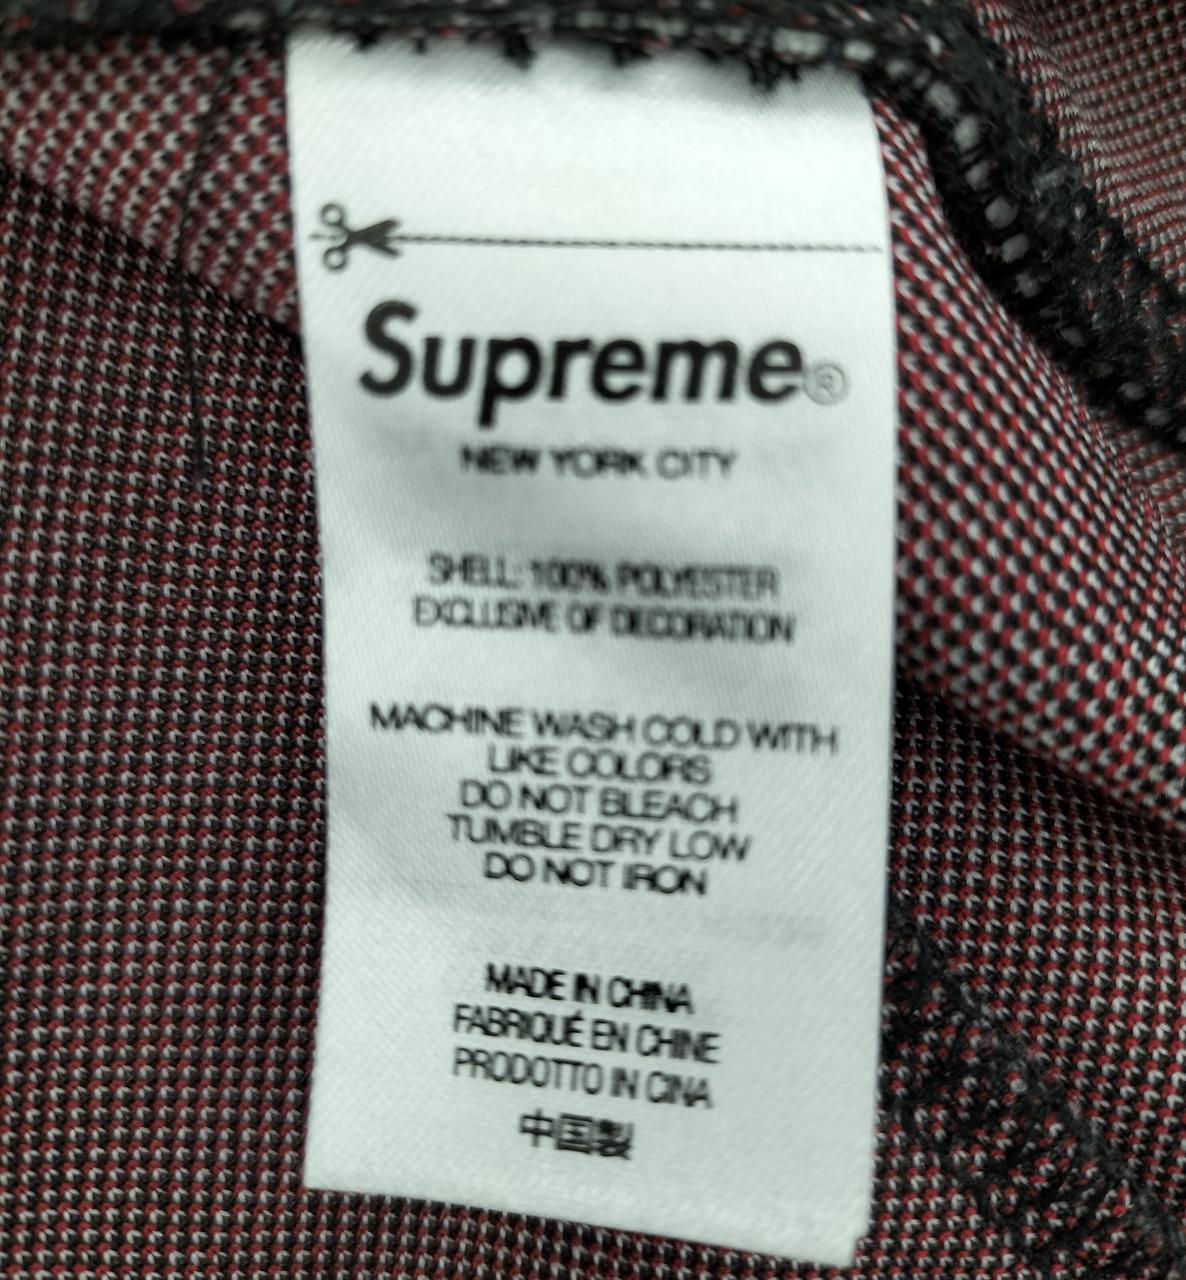 Supreme®
NEW YORK CITY
SHELL: 100% POLYESTER
EXCLUSIVE OF DECORATION
MACHINE WASH COLD WITH
LIKE COLORS
DO NOT BLEACH
TUMBLE DRY LOW
DO NOT IRON
MADE IN CHINA
FABRIQUÉ EN CHINE
PRODOTTO IN CINA
中国製